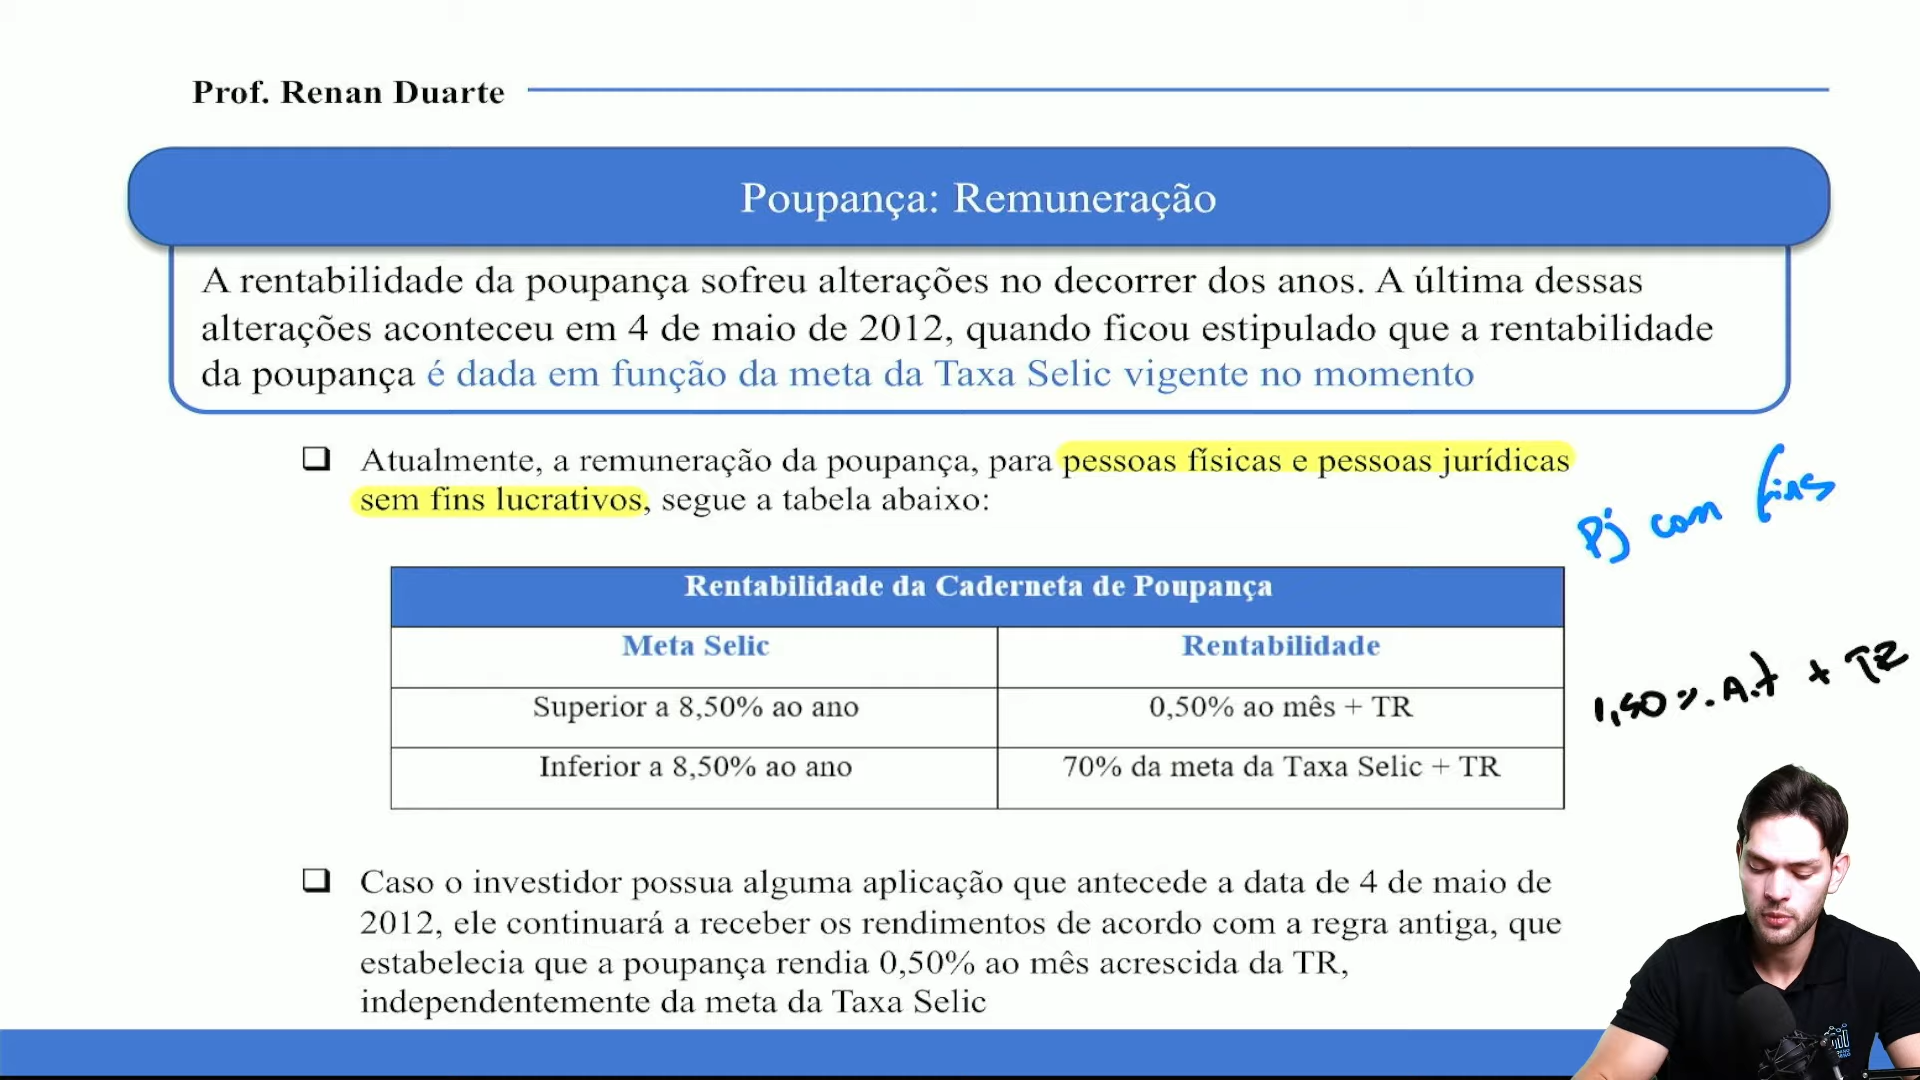 Prof. Renan Duarte
Poupança: Remuneração
A rentabilidade da poupança sofreu alterações no decorrer dos anos. A última dessas
alterações aconteceu em 4 de maio de 2012, quando ficou estipulado que a rentabilidade
da poupança é dada em função da meta da Taxa Selic vigente no momento
Atualmente, a remuneração da poupança, para pessoas físicas e pessoas jurídicas
sem fins lucrativos, segue a tabela abaixo:
Pj com fins
Rentabilidade da Caderneta de Poupança
Meta Selic
Rentabilidade
Superior a 8,50% ao ano
0,50% ao mês + TR
1,50%. A.t + TR
Inferior a 8,50% ao ano
70% da meta da Taxa Selic + TR
Caso o investidor possua alguma aplicação que antecede a data de 4 de maio de
2012, ele continuará a receber os rendimentos de acordo com a regra antiga, que
estabelecia que a poupança rendia 0,50% ao mês acrescida da TR,
independentemente da meta da Taxa Selic